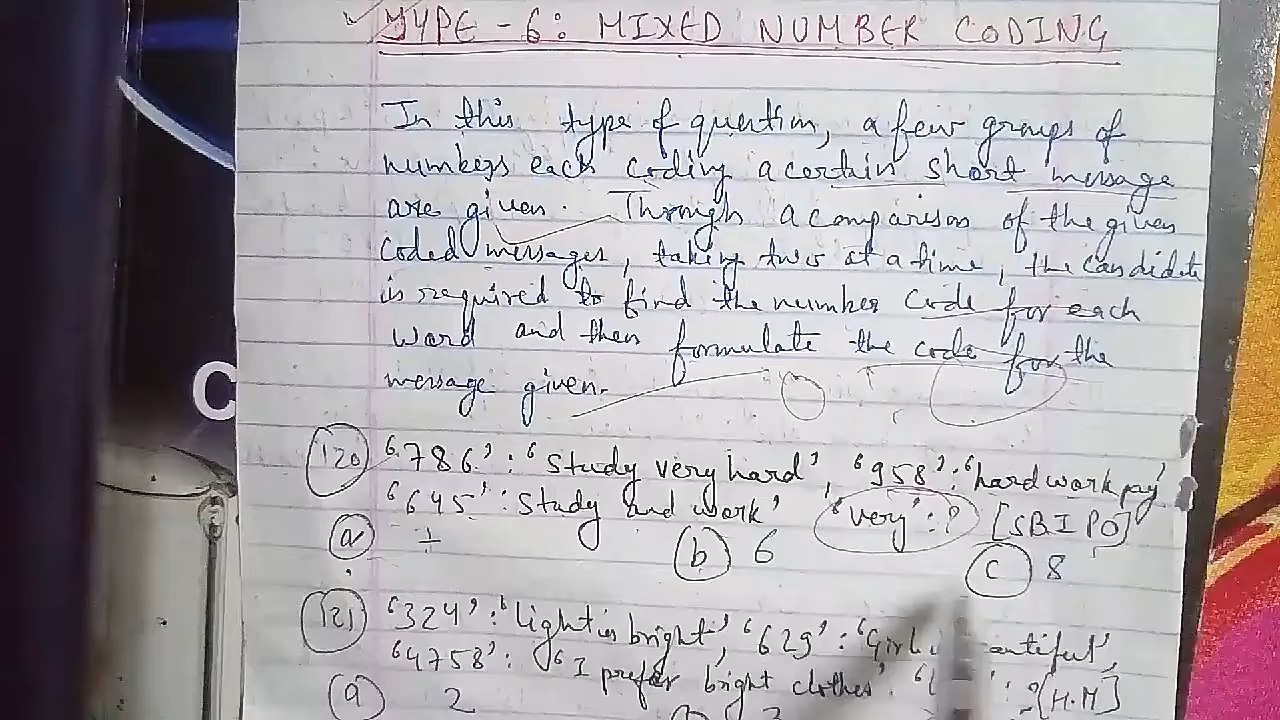 TYPE - 6: MIXED NUMBER CODING
In this type of question, a few groups of
numbers each coding a certain short message
are given. Through a comparison of the given
coded messages, taking two at a time, the candidate
is required to find the number code for each
word and then formulate the code for the
message given.
C
120 '786': 'Study very hard', '958': 'hard work pay'
'645': Study and work' 'very': ? [SBI PO]
a 7 b 6 c 8
121 '324': 'light is bright', '629': 'Girl
'4758': 'I prefer bright clothes'. : ? [H.M]
a 2